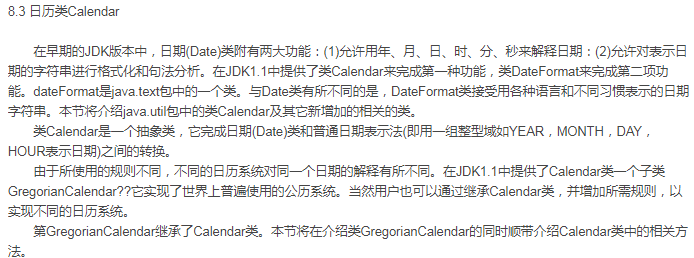 8.3 日历类Calendar
在早期的JDK版本中，日期(Date)类附有两大功能：(1)允许用年、月、日、时、分、秒来解释日期：(2)允许对表示日
期的字符串进行格式化和句法分析。在JDK1.1中提供了类Calendar来完成第一种功能，类DateFormat来完成第二项功
能。dateFormat是java.text包中的一个类。与Date类有所不同的是，DateFormat类接受用各种语言和不同习惯表示的日期
字符串。本节将介绍java.util包中的类Calendar及其它新增加的相关的类。
类Calendar是一个抽象类，它完成日期(Date)类和普通日期表示法(即用一组整型域如YEAR，MONTH，DAY，
HOUR表示日期)之间的转换。
由于所使用的规则不同，不同的日历系统对同一个日期的解释有所不同。在JDK1.1中提供了Calendar类一个子类
GregorianCalendar??它实现了世界上普遍使用的公历系统。当然用户也可以通过继承Calendar类，并增加所需规则，以
实现不同的日历系统。
第GregorianCalendar继承了Calendar类。本节将在介绍类GregorianCalendar的同时顺带介绍Calendar类中的相关方
法。